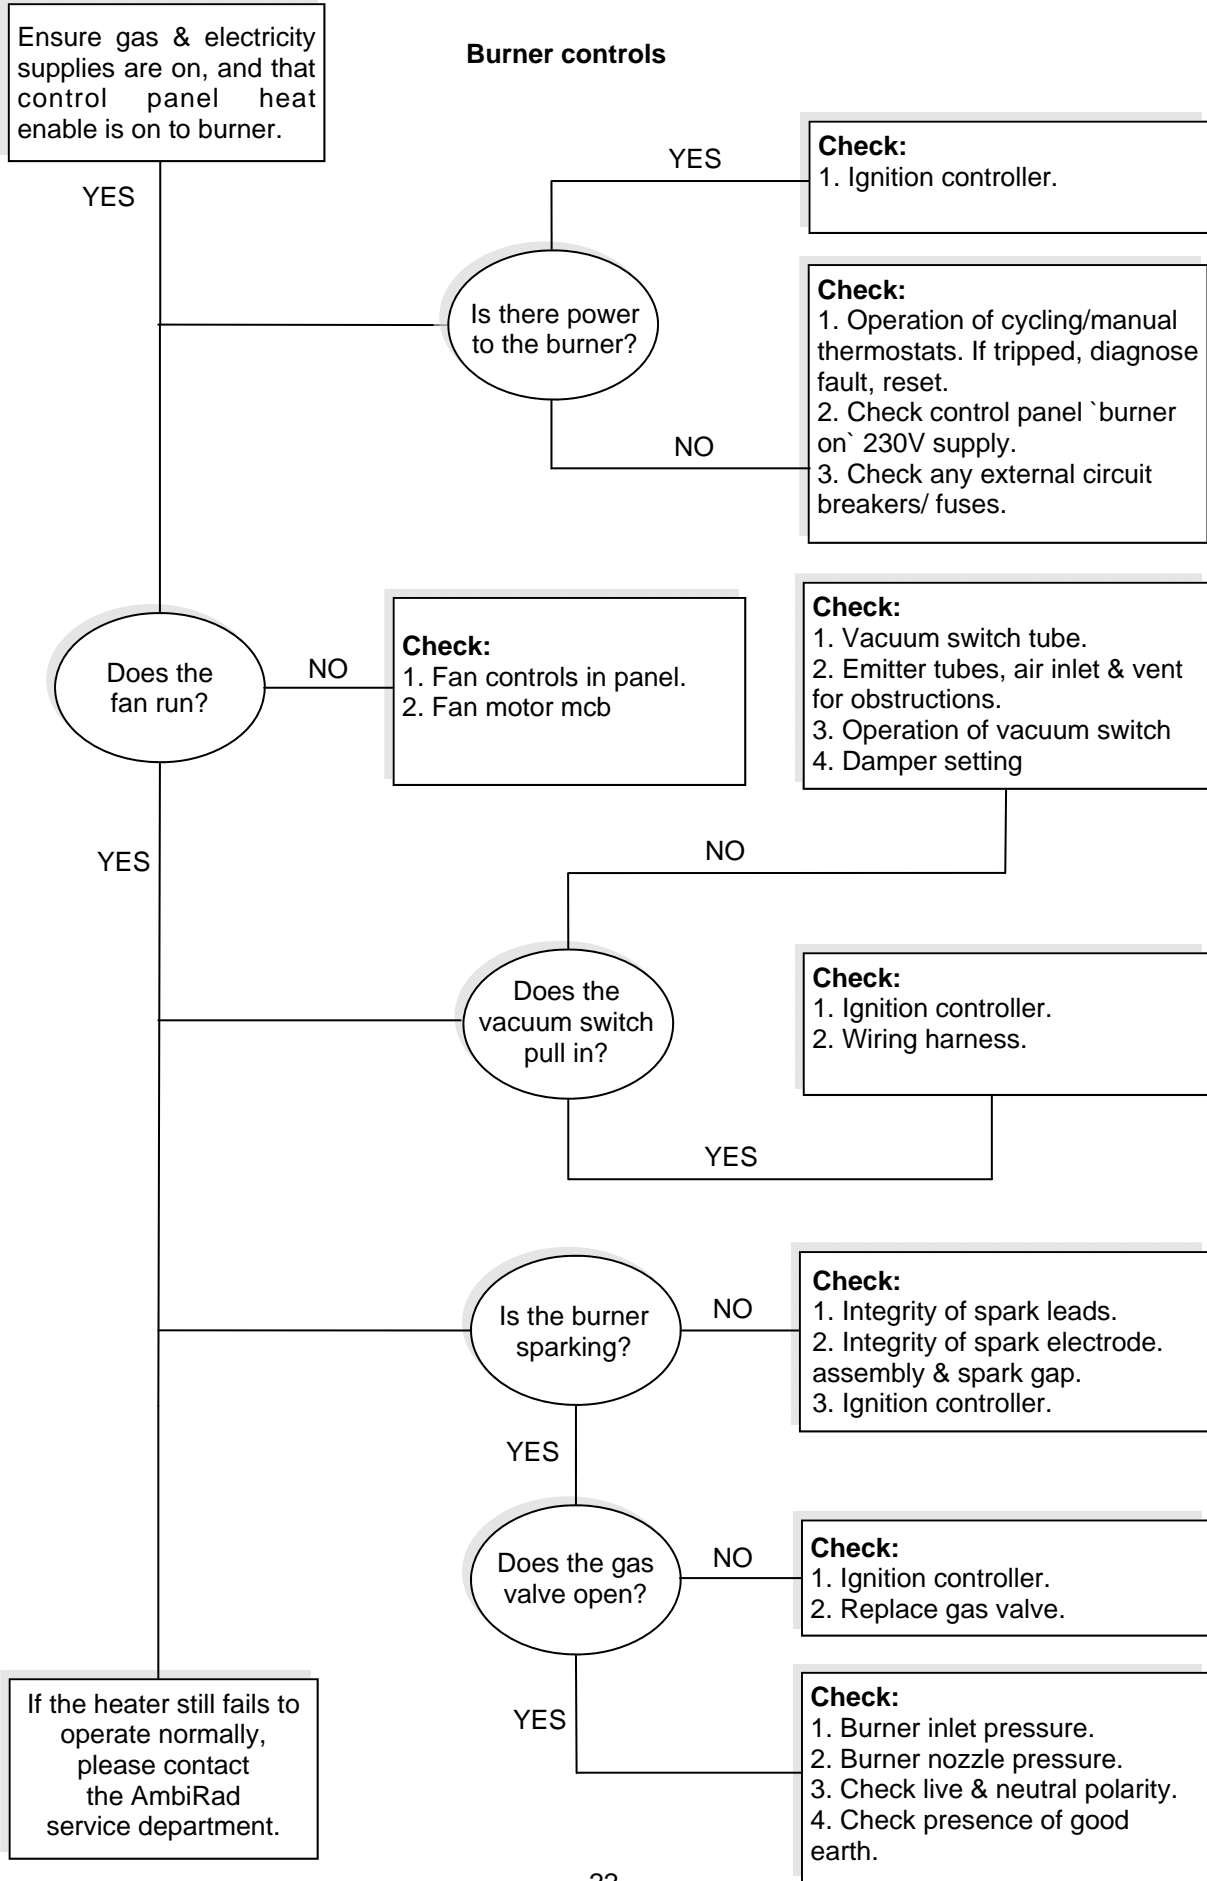 Ensure gas & electricity
supplies are on, and that
control panel heat
enable is on to burner.
Burner controls
YES
YES
Check:
1. Ignition controller.
Is there power
to the burner?
NO
Check:
1. Operation of cycling/manual
thermostats. If tripped, diagnose
fault, reset.
2. Check control panel `burner
on` 230V supply.
3. Check any external circuit
breakers/ fuses.
Does the
fan run?
NO
Check:
1. Fan controls in panel.
2. Fan motor mcb
Check:
1. Vacuum switch tube.
2. Emitter tubes, air inlet & vent
for obstructions.
3. Operation of vacuum switch
4. Damper setting
YES
NO
Does the
vacuum switch
pull in?
Check:
1. Ignition controller.
2. Wiring harness.
YES
Is the burner
sparking?
NO
Check:
1. Integrity of spark leads.
2. Integrity of spark electrode.
assembly & spark gap.
3. Ignition controller.
YES
Does the gas
valve open?
NO
Check:
1. Ignition controller.
2. Replace gas valve.
YES
Check:
1. Burner inlet pressure.
2. Burner nozzle pressure.
3. Check live & neutral polarity.
4. Check presence of good
earth.
If the heater still fails to
operate normally,
please contact
the AmbiRad
service department.